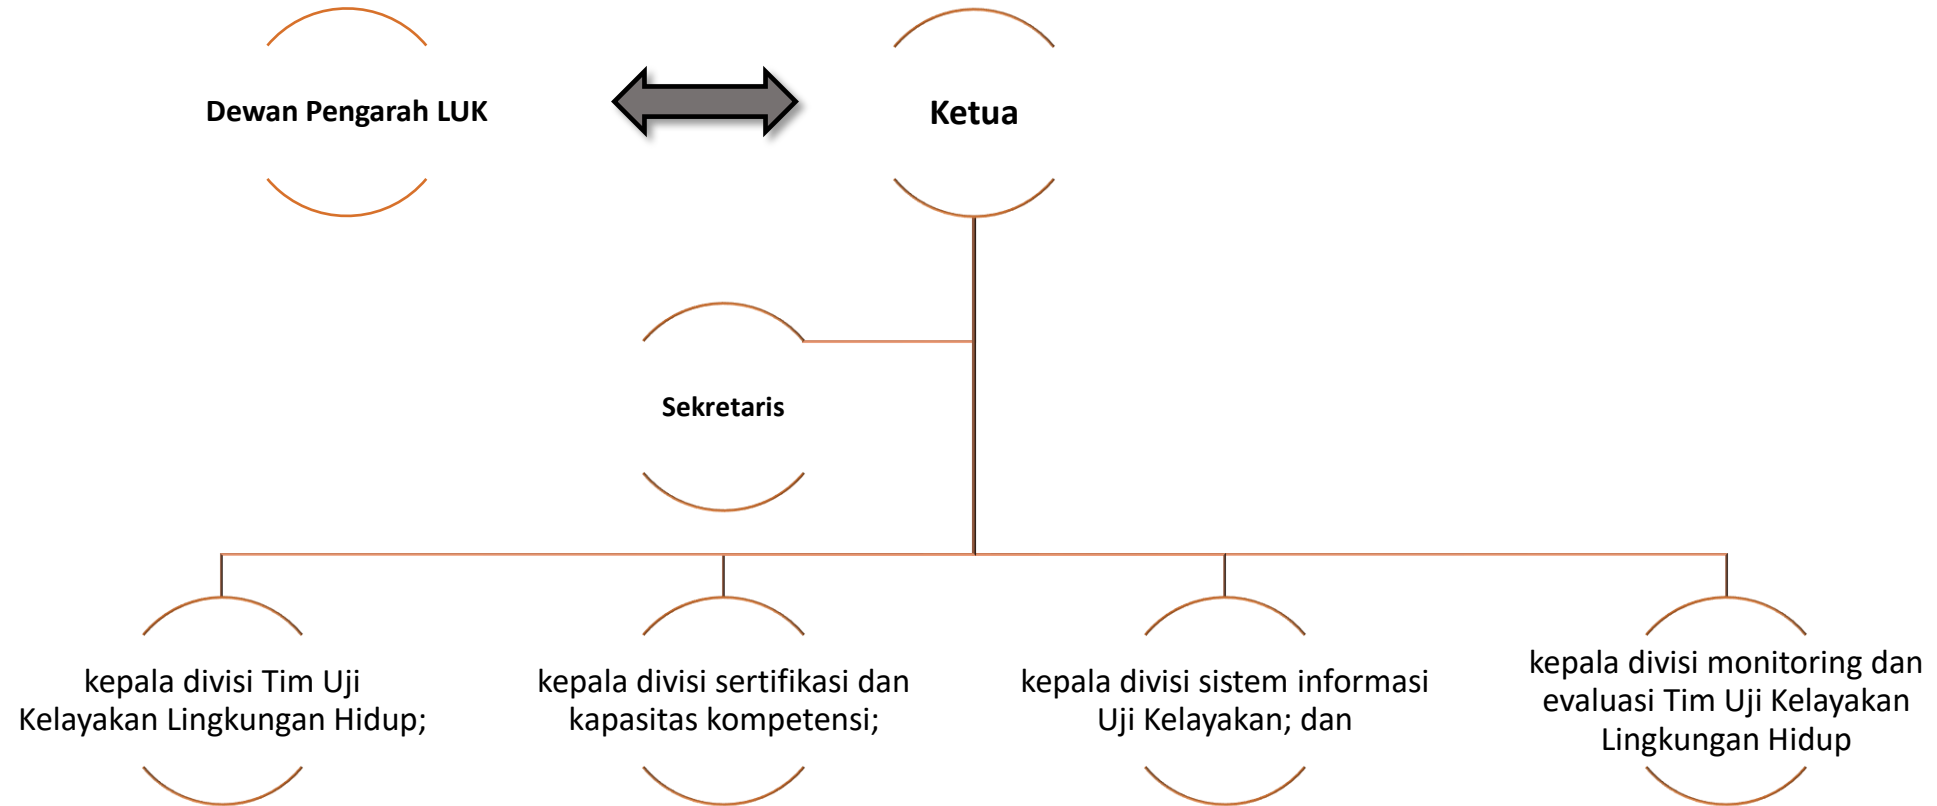 Dewan Pengarah LUK
Ketua
Sekretaris
kepala divisi Tim Uji
Kelayakan Lingkungan Hidup;
kepala divisi sertifikasi dan
kapasitas kompetensi;
kepala divisi sistem informasi
Uji Kelayakan; dan
kepala divisi monitoring dan
evaluasi Tim Uji Kelayakan
Lingkungan Hidup